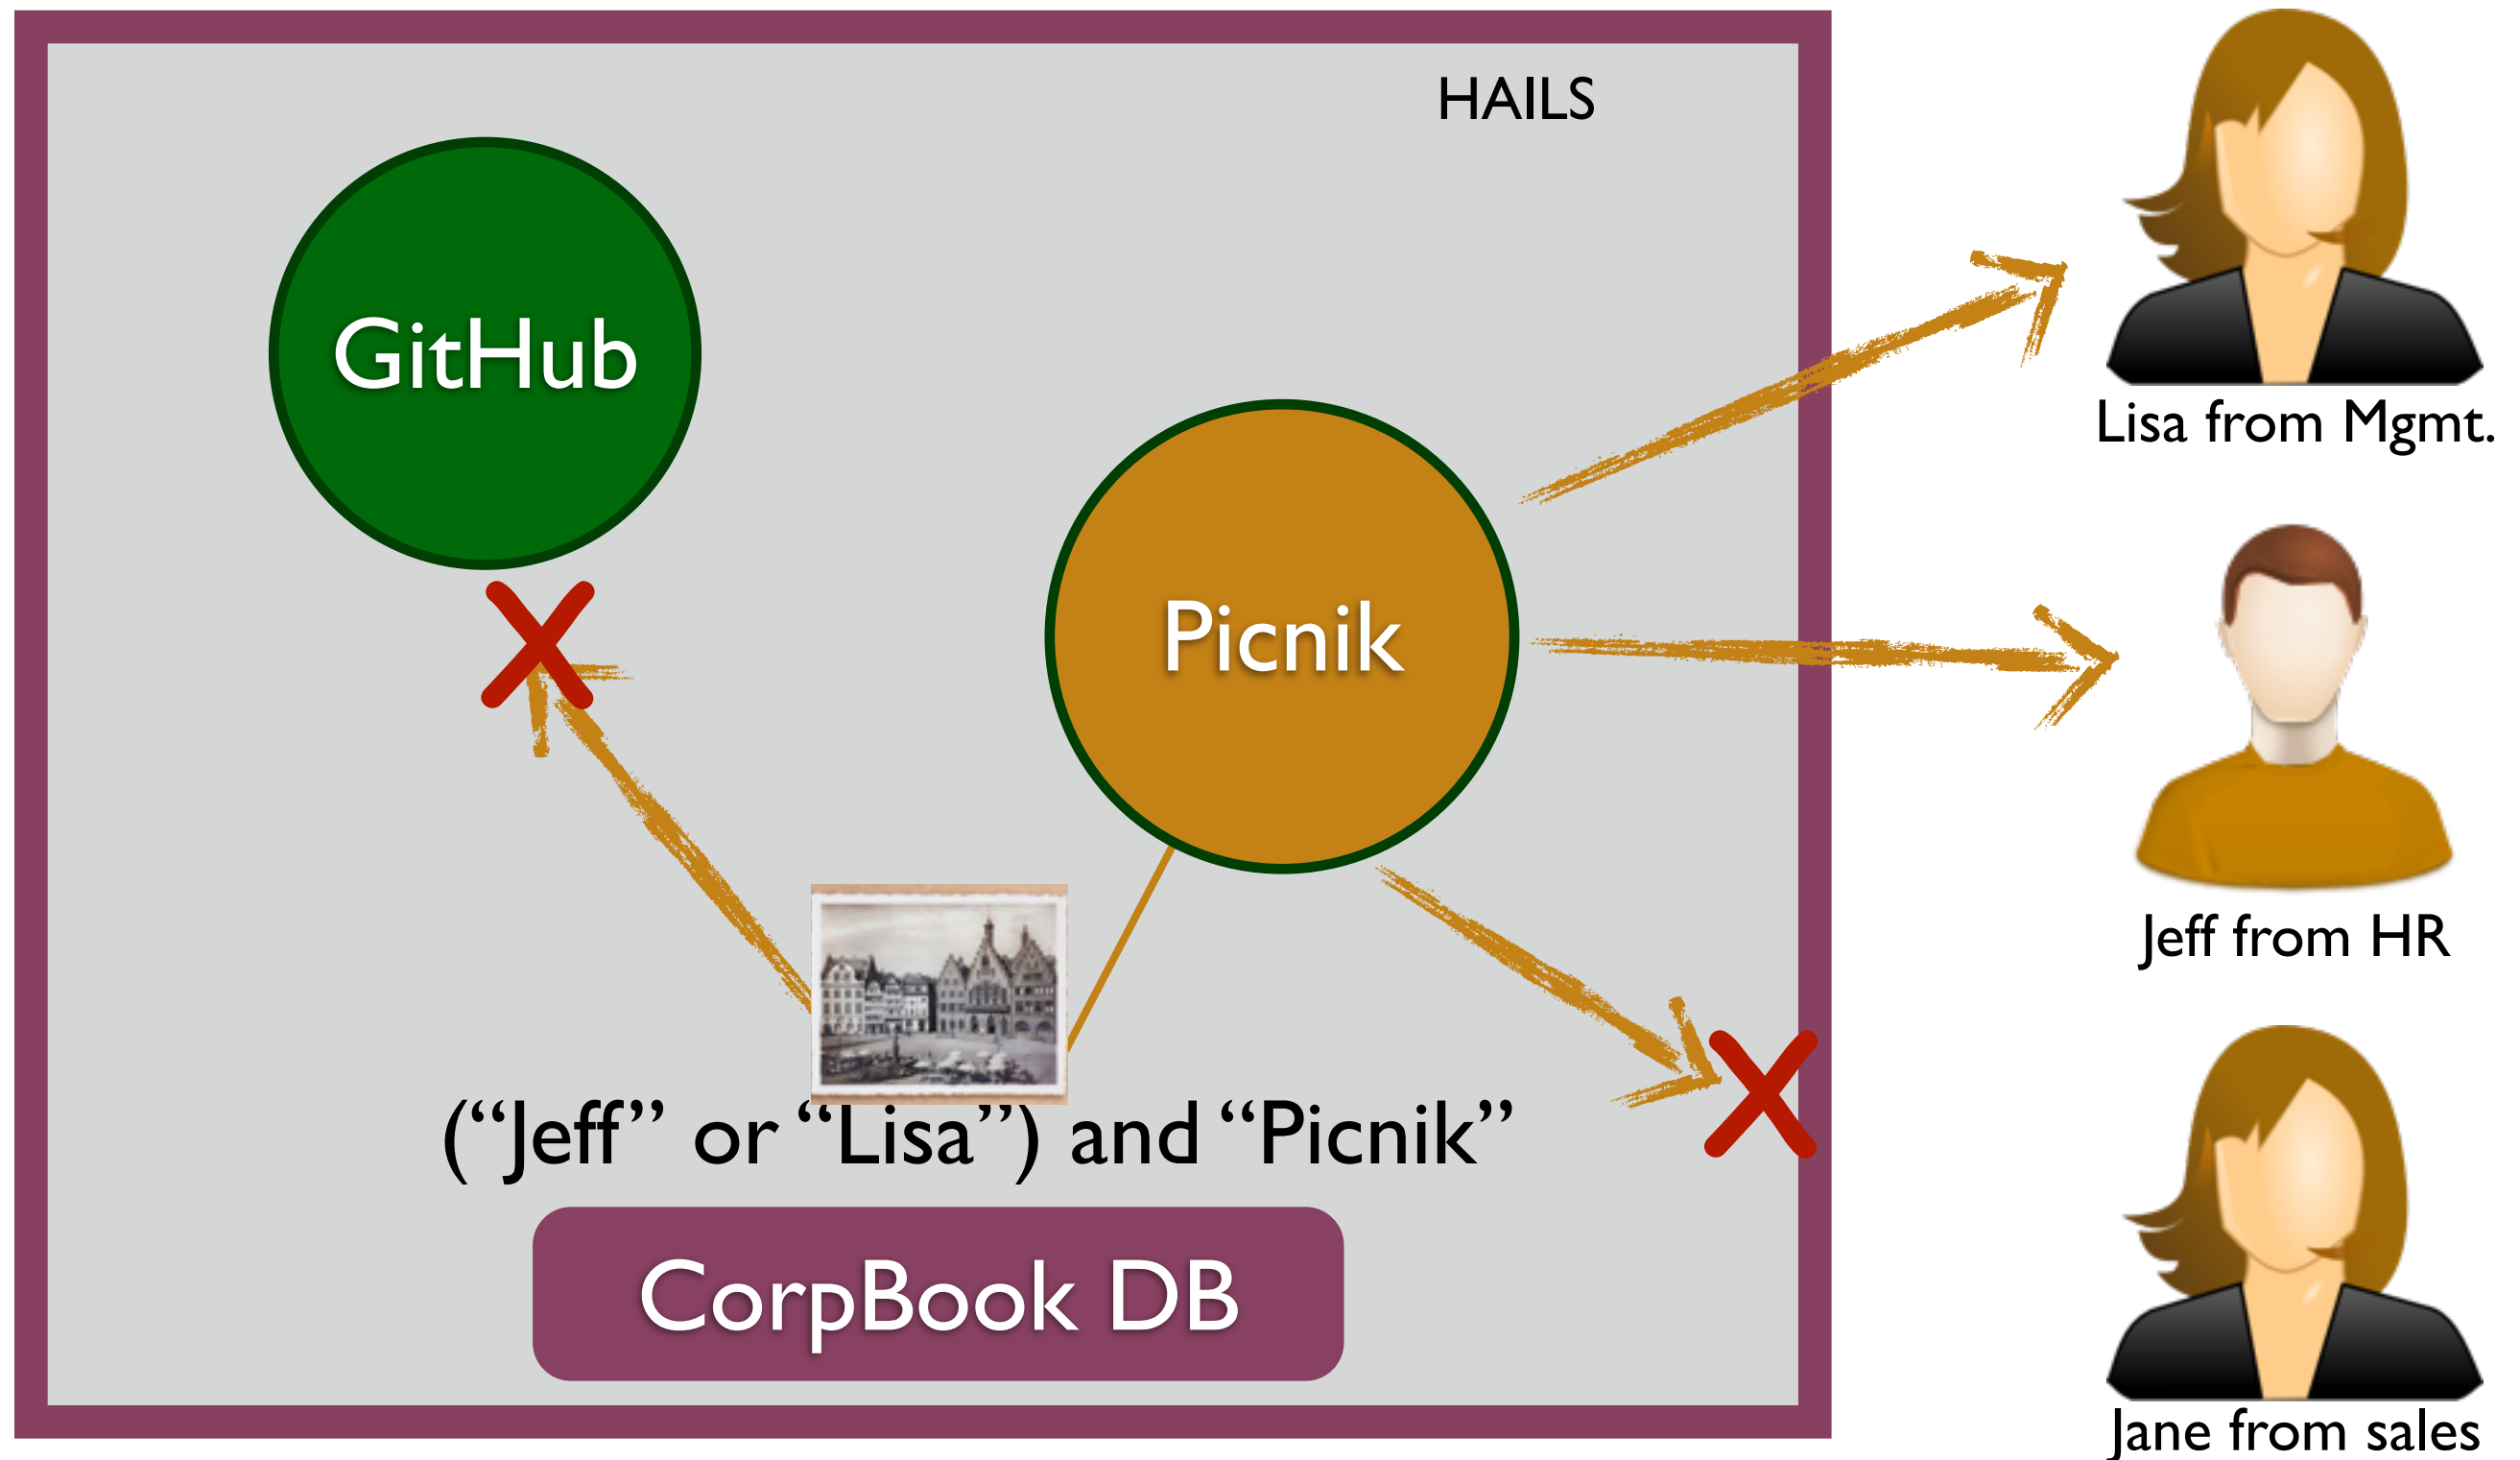 HAILS
GitHub
Lisa from Mgmt.
Picnik
Jeff from HR
(“Jeff” or “Lisa”) and “Picnik”
CorpBook DB
Jane from sales